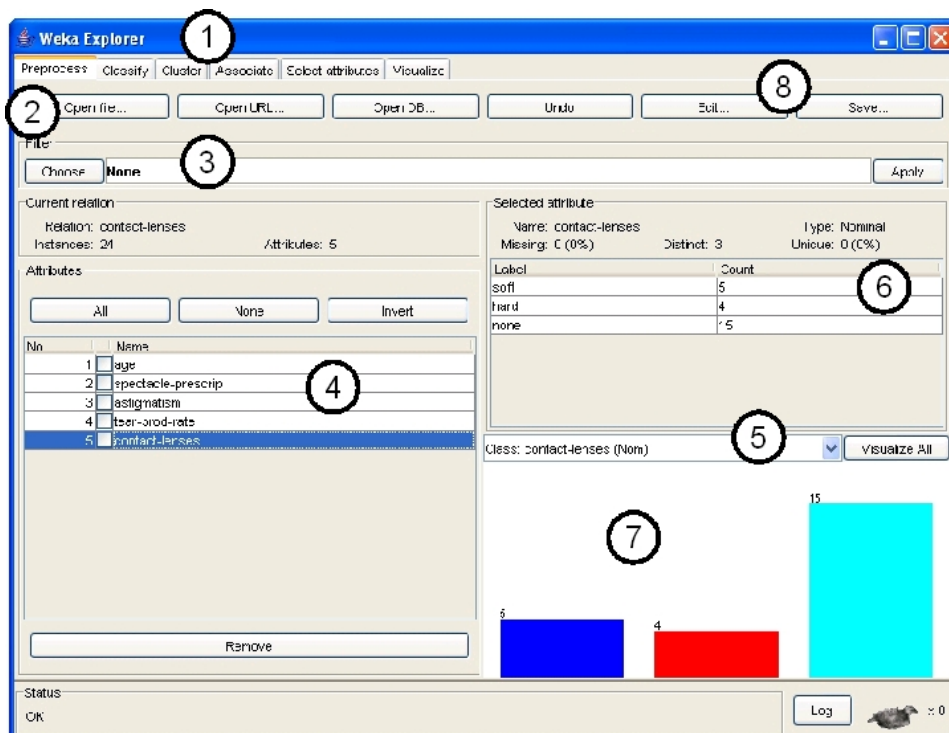 Weka Explorer
1
Preprocess Classify Cluster Associate Select attributes Visualize
2
Open file... Open URL... Open DB... Undo Edit... Save...
8
Filter
Choose None Apply
3
Current relation
Relation: contact-lenses
Instances: 24 Attributes: 5
Selected attribute
Name: contact-lenses Type: Nominal
Missing: 0 (0%) Distinct: 3 Unique: 0 (0%)
Label Count
soft 5
hard 4
none 15
6
Attributes
All None Invert
No. Name
1 age
2 spectacle-prescrip
3 astigmatism
4 tear-prod-rate
5 contact-lenses
4
Remove
5
Class: contact-lenses (Nom) Visualize All
7
5
4
15
Status
OK
Log x 0